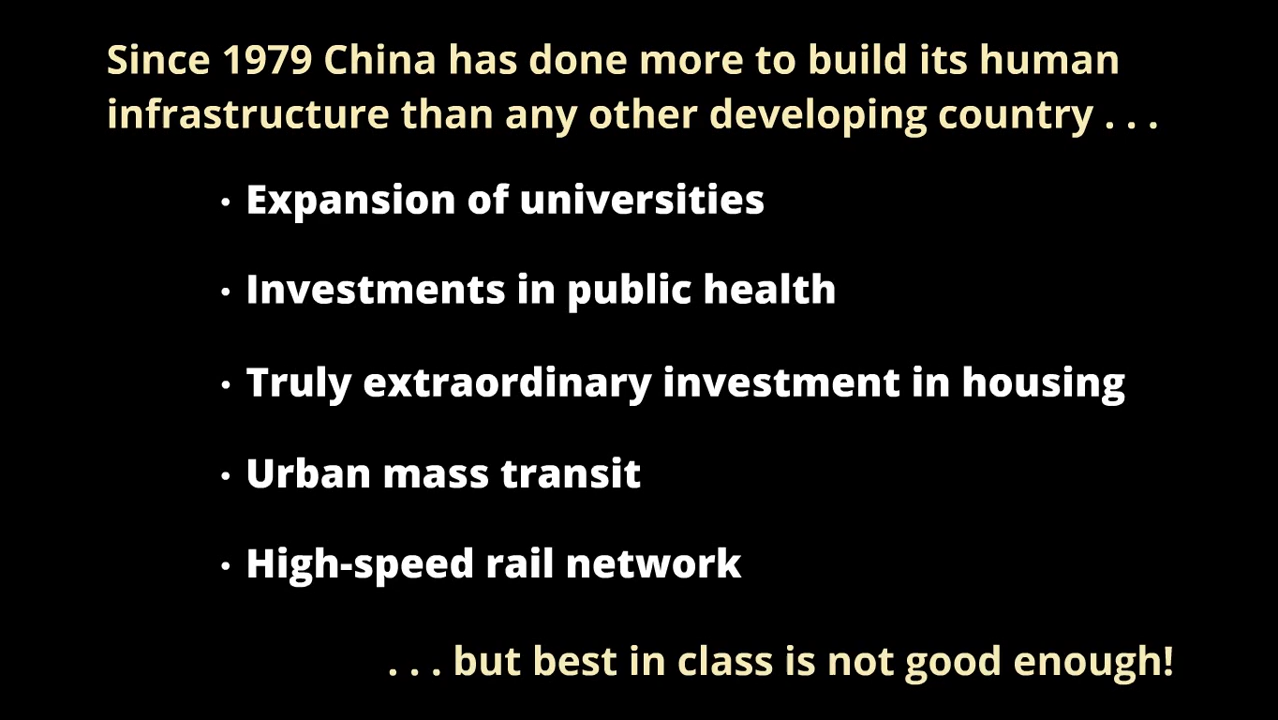 Since 1979 China has done more to build its human
infrastructure than any other developing country . . .
· Expansion of universities
· Investments in public health
· Truly extraordinary investment in housing
· Urban mass transit
· High-speed rail network
. . . but best in class is not good enough!